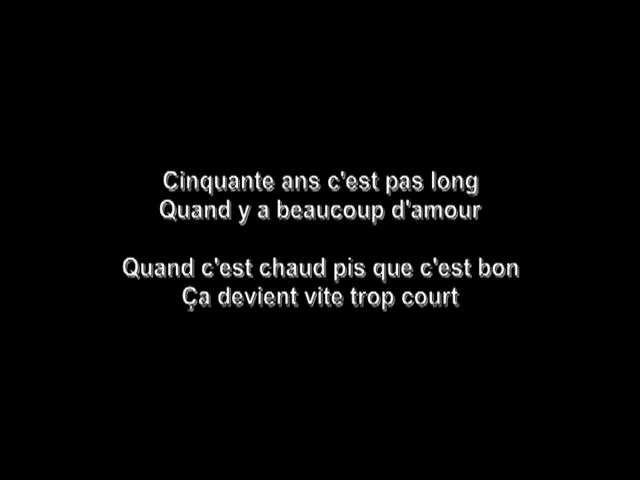 Cinquante ans c'est pas long
Quand y a beaucoup d'amour
Quand c'est chaud pis que c'est bon
Ça devient vite trop court